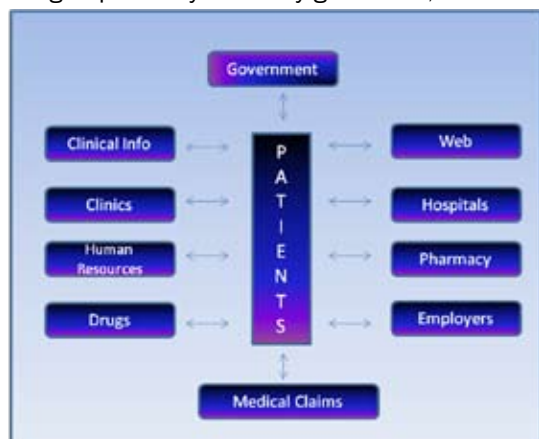 Government
Clinical Info
Web
Clinics
Hospitals
Human
Resources
Pharmacy
Drugs
Employers
P
A
T
I
E
N
T
S
Medical Claims